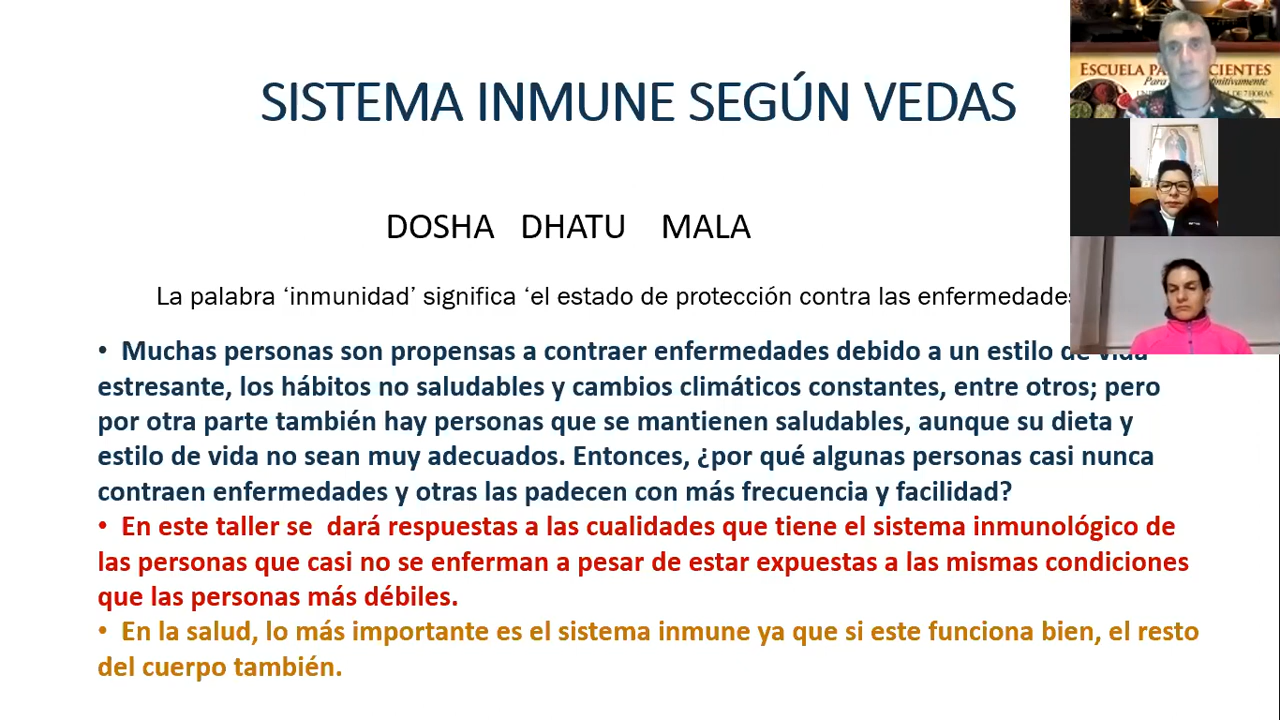 SISTEMA INMUNE SEGÚN VEDAS
DOSHA DHATU MALA
La palabra ‘inmunidad’ significa ‘el estado de protección contra las enfermedades
• Muchas personas son propensas a contraer enfermedades debido a un estilo de vida
estresante, los hábitos no saludables y cambios climáticos constantes, entre otros; pero
por otra parte también hay personas que se mantienen saludables, aunque su dieta y
estilo de vida no sean muy adecuados. Entonces, ¿por qué algunas personas casi nunca
contraen enfermedades y otras las padecen con más frecuencia y facilidad?
• En este taller se dará respuestas a las cualidades que tiene el sistema inmunológico de
las personas que casi no se enferman a pesar de estar expuestas a las mismas condiciones
que las personas más débiles.
• En la salud, lo más importante es el sistema inmune ya que si este funciona bien, el resto
del cuerpo también.
ESCUELA PA CIENTES
Para finitivamente
DE 7 HORAS